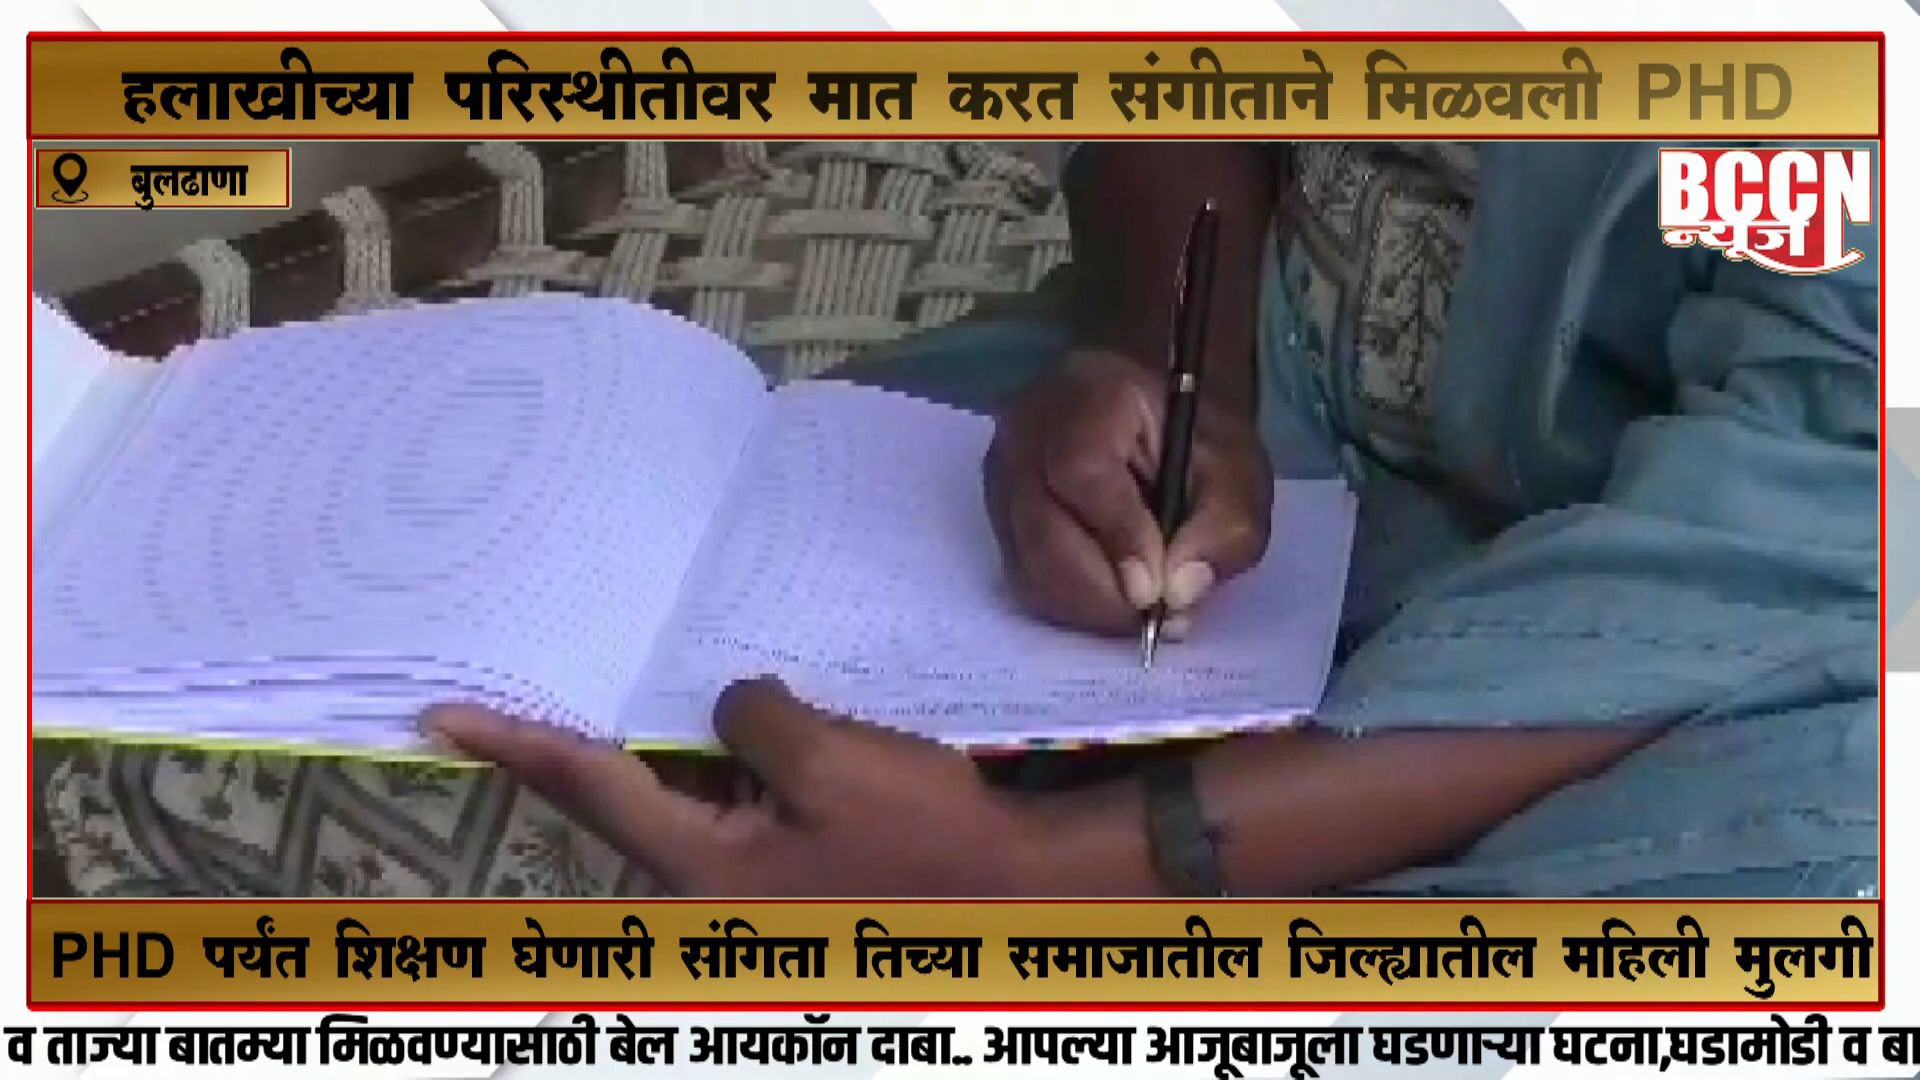 हलाखीच्या परिस्थीतीवर मात करत संगीताने मिळवली PHD
बुलढाणा
BCCN
न्यूज
PHD पर्यंत शिक्षण घेणारी संगिता तिच्या समाजातील जिल्ह्यातील महिली मुलगी
व ताज्या बातम्या मिळवण्यासाठी बेल आयकॉन दाबा.. आपल्या आजूबाजूला घडणाऱ्या घटना,घडामोडी व बा